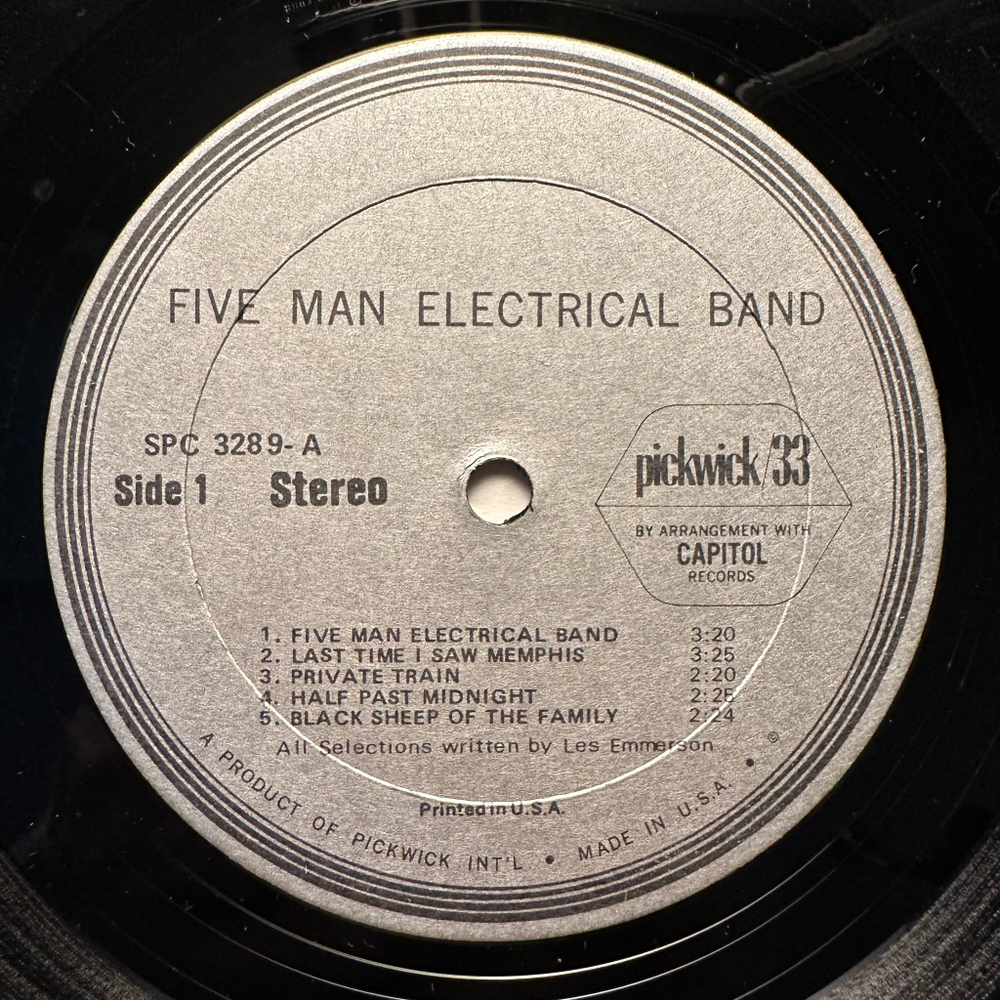 FIVE MAN ELECTRICAL BAND
SPC 3289-A
Side 1 Stereo
pickwick/33
BY ARRANGEMENT WITH
CAPITOL
RECORDS
1. FIVE MAN ELECTRICAL BAND 3:20
2. LAST TIME I SAW MEMPHIS 3:25
3. PRIVATE TRAIN 2:20
4. HALF PAST MIDNIGHT 2:25
5. BLACK SHEEP OF THE FAMILY 2:24
All Selections written by Les Emmerson
Printed in U.S.A.
A PRODUCT OF PICKWICK INT'L • MADE IN U.S.A. •